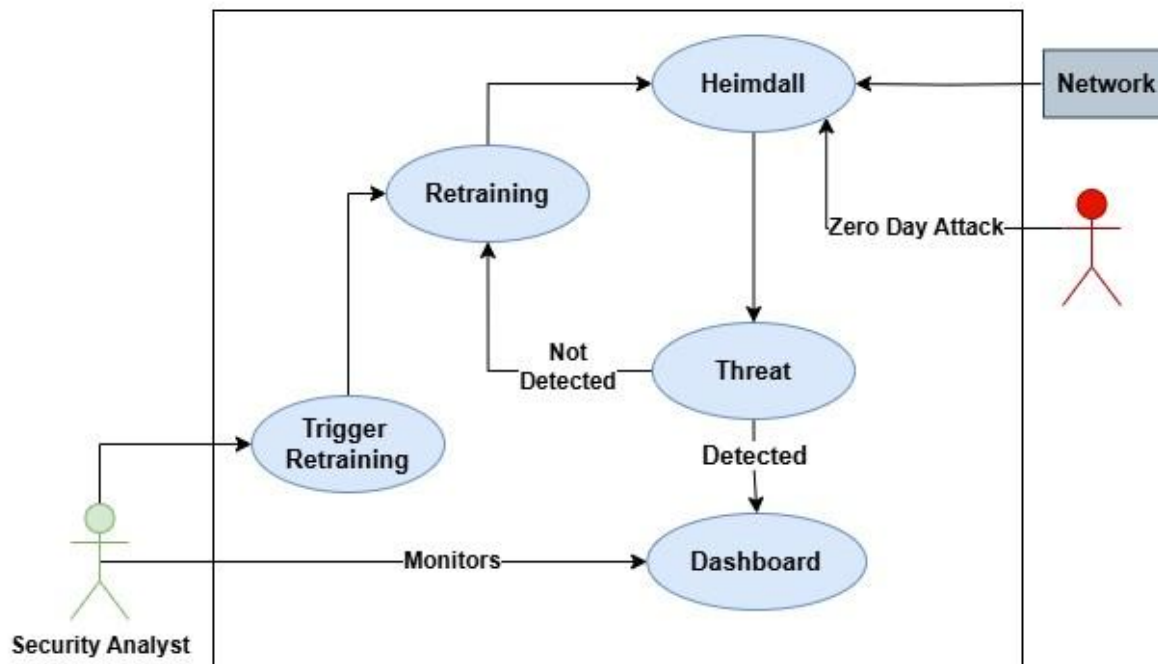 Heimdall
Network
Retraining
Zero Day Attack
Not
Detected
Threat
Trigger
Retraining
Detected
Monitors
Dashboard
Security Analyst